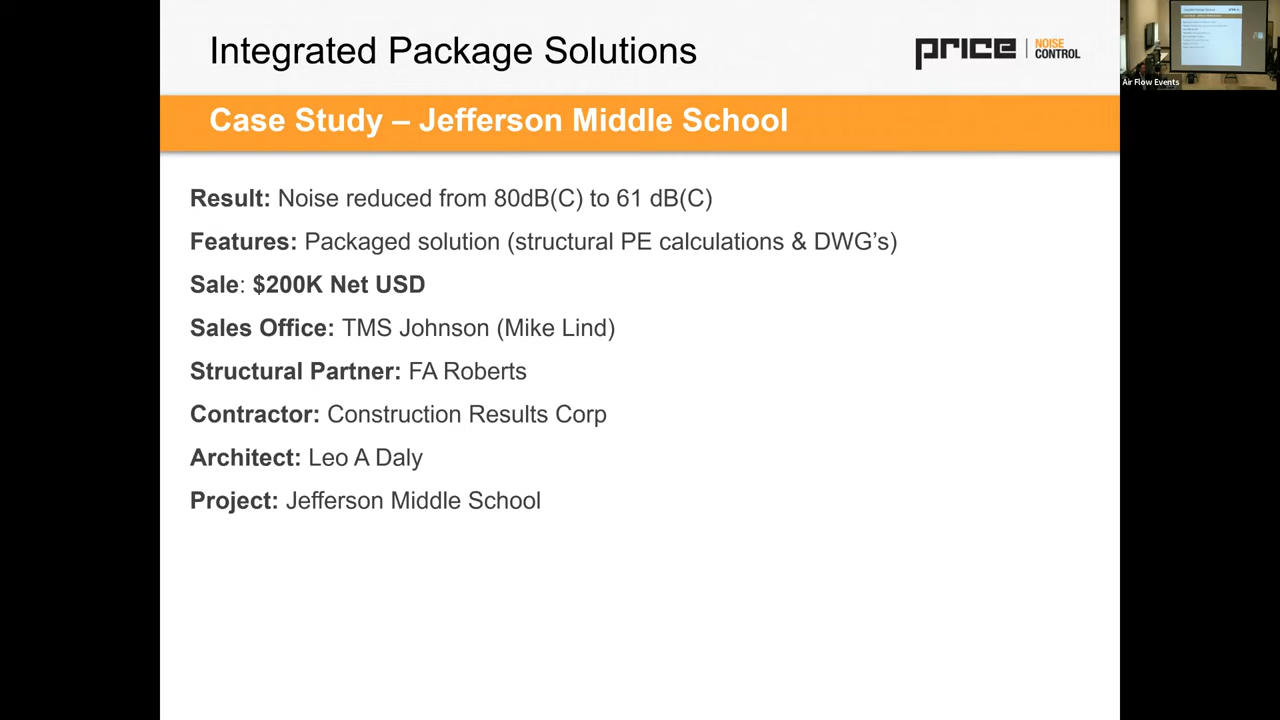 Integrated Package Solutions
PRICE
NOISE
CONTROL
Case Study – Jefferson Middle School
Result: Noise reduced from 80dB(C) to 61 dB(C)
Features: Packaged solution (structural PE calculations & DWG’s)
Sale: $200K Net USD
Sales Office: TMS Johnson (Mike Lind)
Structural Partner: FA Roberts
Contractor: Construction Results Corp
Architect: Leo A Daly
Project: Jefferson Middle School
Air Flow Events